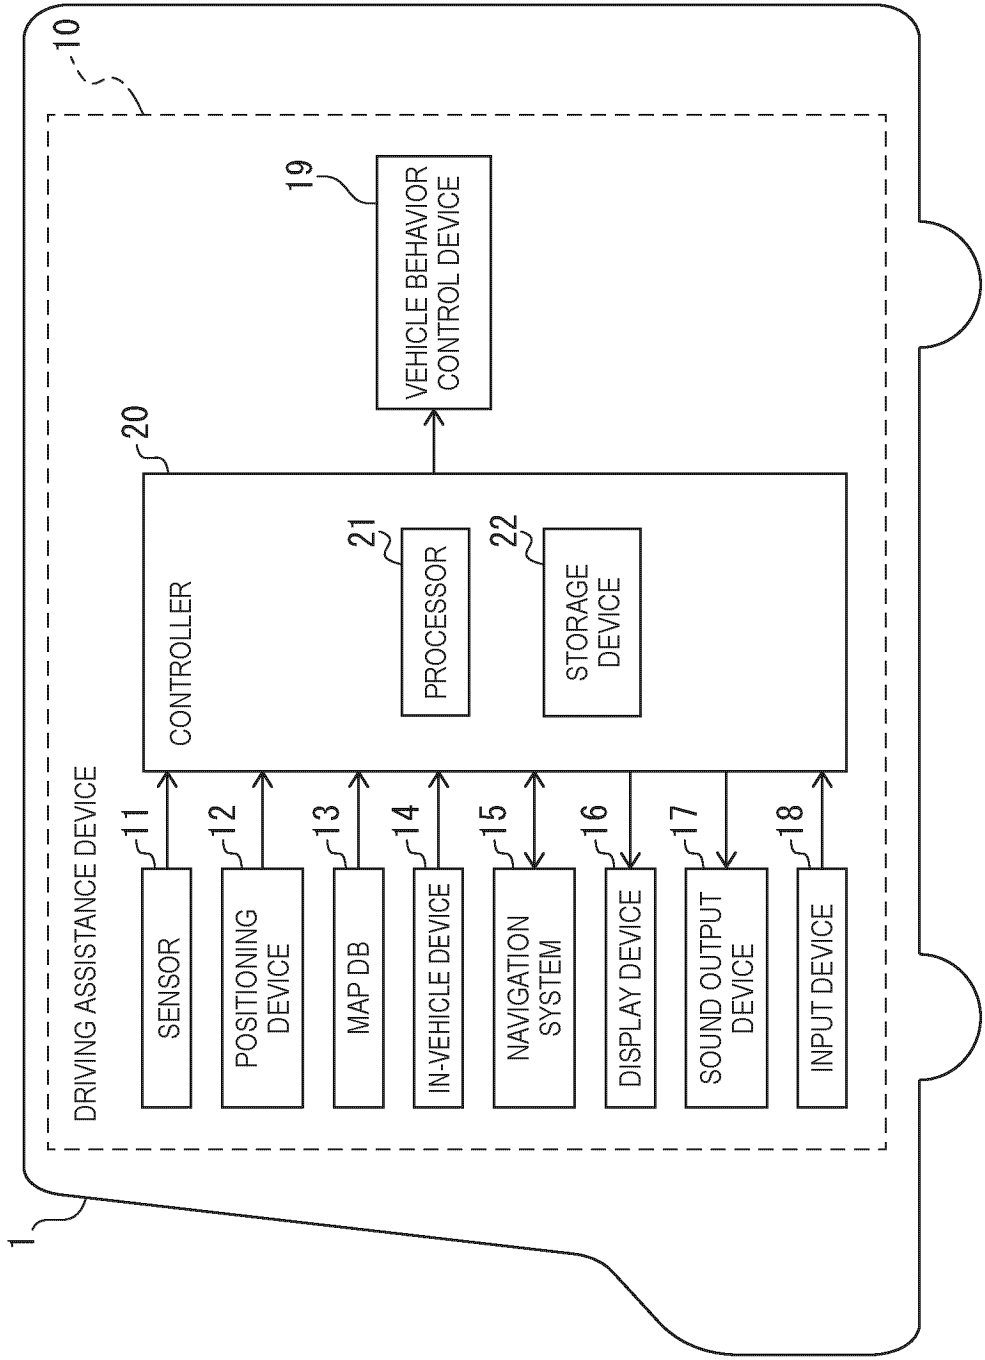 1
10
DRIVING ASSISTANCE DEVICE
11
SENSOR
12
POSITIONING
DEVICE
13
MAP DB
14
IN-VEHICLE DEVICE
15
NAVIGATION
SYSTEM
16
DISPLAY DEVICE
17
SOUND OUTPUT
DEVICE
18
INPUT DEVICE
20
CONTROLLER
21
PROCESSOR
22
STORAGE
DEVICE
19
VEHICLE BEHAVIOR
CONTROL DEVICE